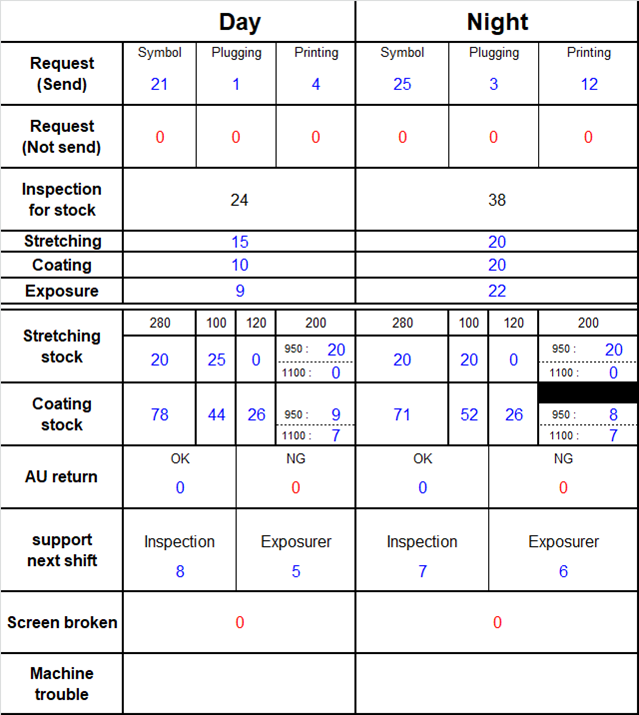 Day Night
Request (Send) Symbol Plugging Printing Symbol Plugging Printing
21 1 4 25 3 12
Request (Not send) 0 0 0 0 0 0
Inspection for stock 24 38
Stretching 15 20
Coating 10 20
Exposure 9 22
Stretching stock 280 100 120 200 280 100 120 200
20 25 0 950 : 20 20 20 0 950 : 20
1100 : 0 1100 : 0
Coating stock 78 44 26 950 : 9 71 52 26 950 : 8
1100 : 7 1100 : 7
AU return OK NG OK NG
0 0 0 0
support next shift Inspection Exposurer Inspection Exposurer
8 5 7 6
Screen broken 0 0
Machine trouble